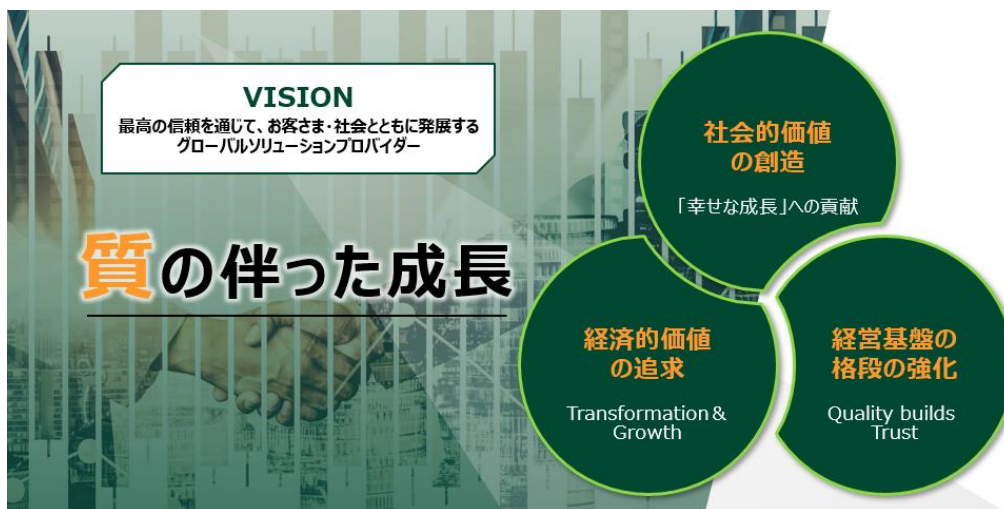 VISION
最高の信頼を通じて、お客さま・社会とともに発展する
グローバルソリューションプロバイダー
質の伴った成長
社会的価値
の創造
「幸せな成長」への貢献
経済的価値
の追求
Transformation &
Growth
経営基盤の
格段の強化
Quality builds
Trust